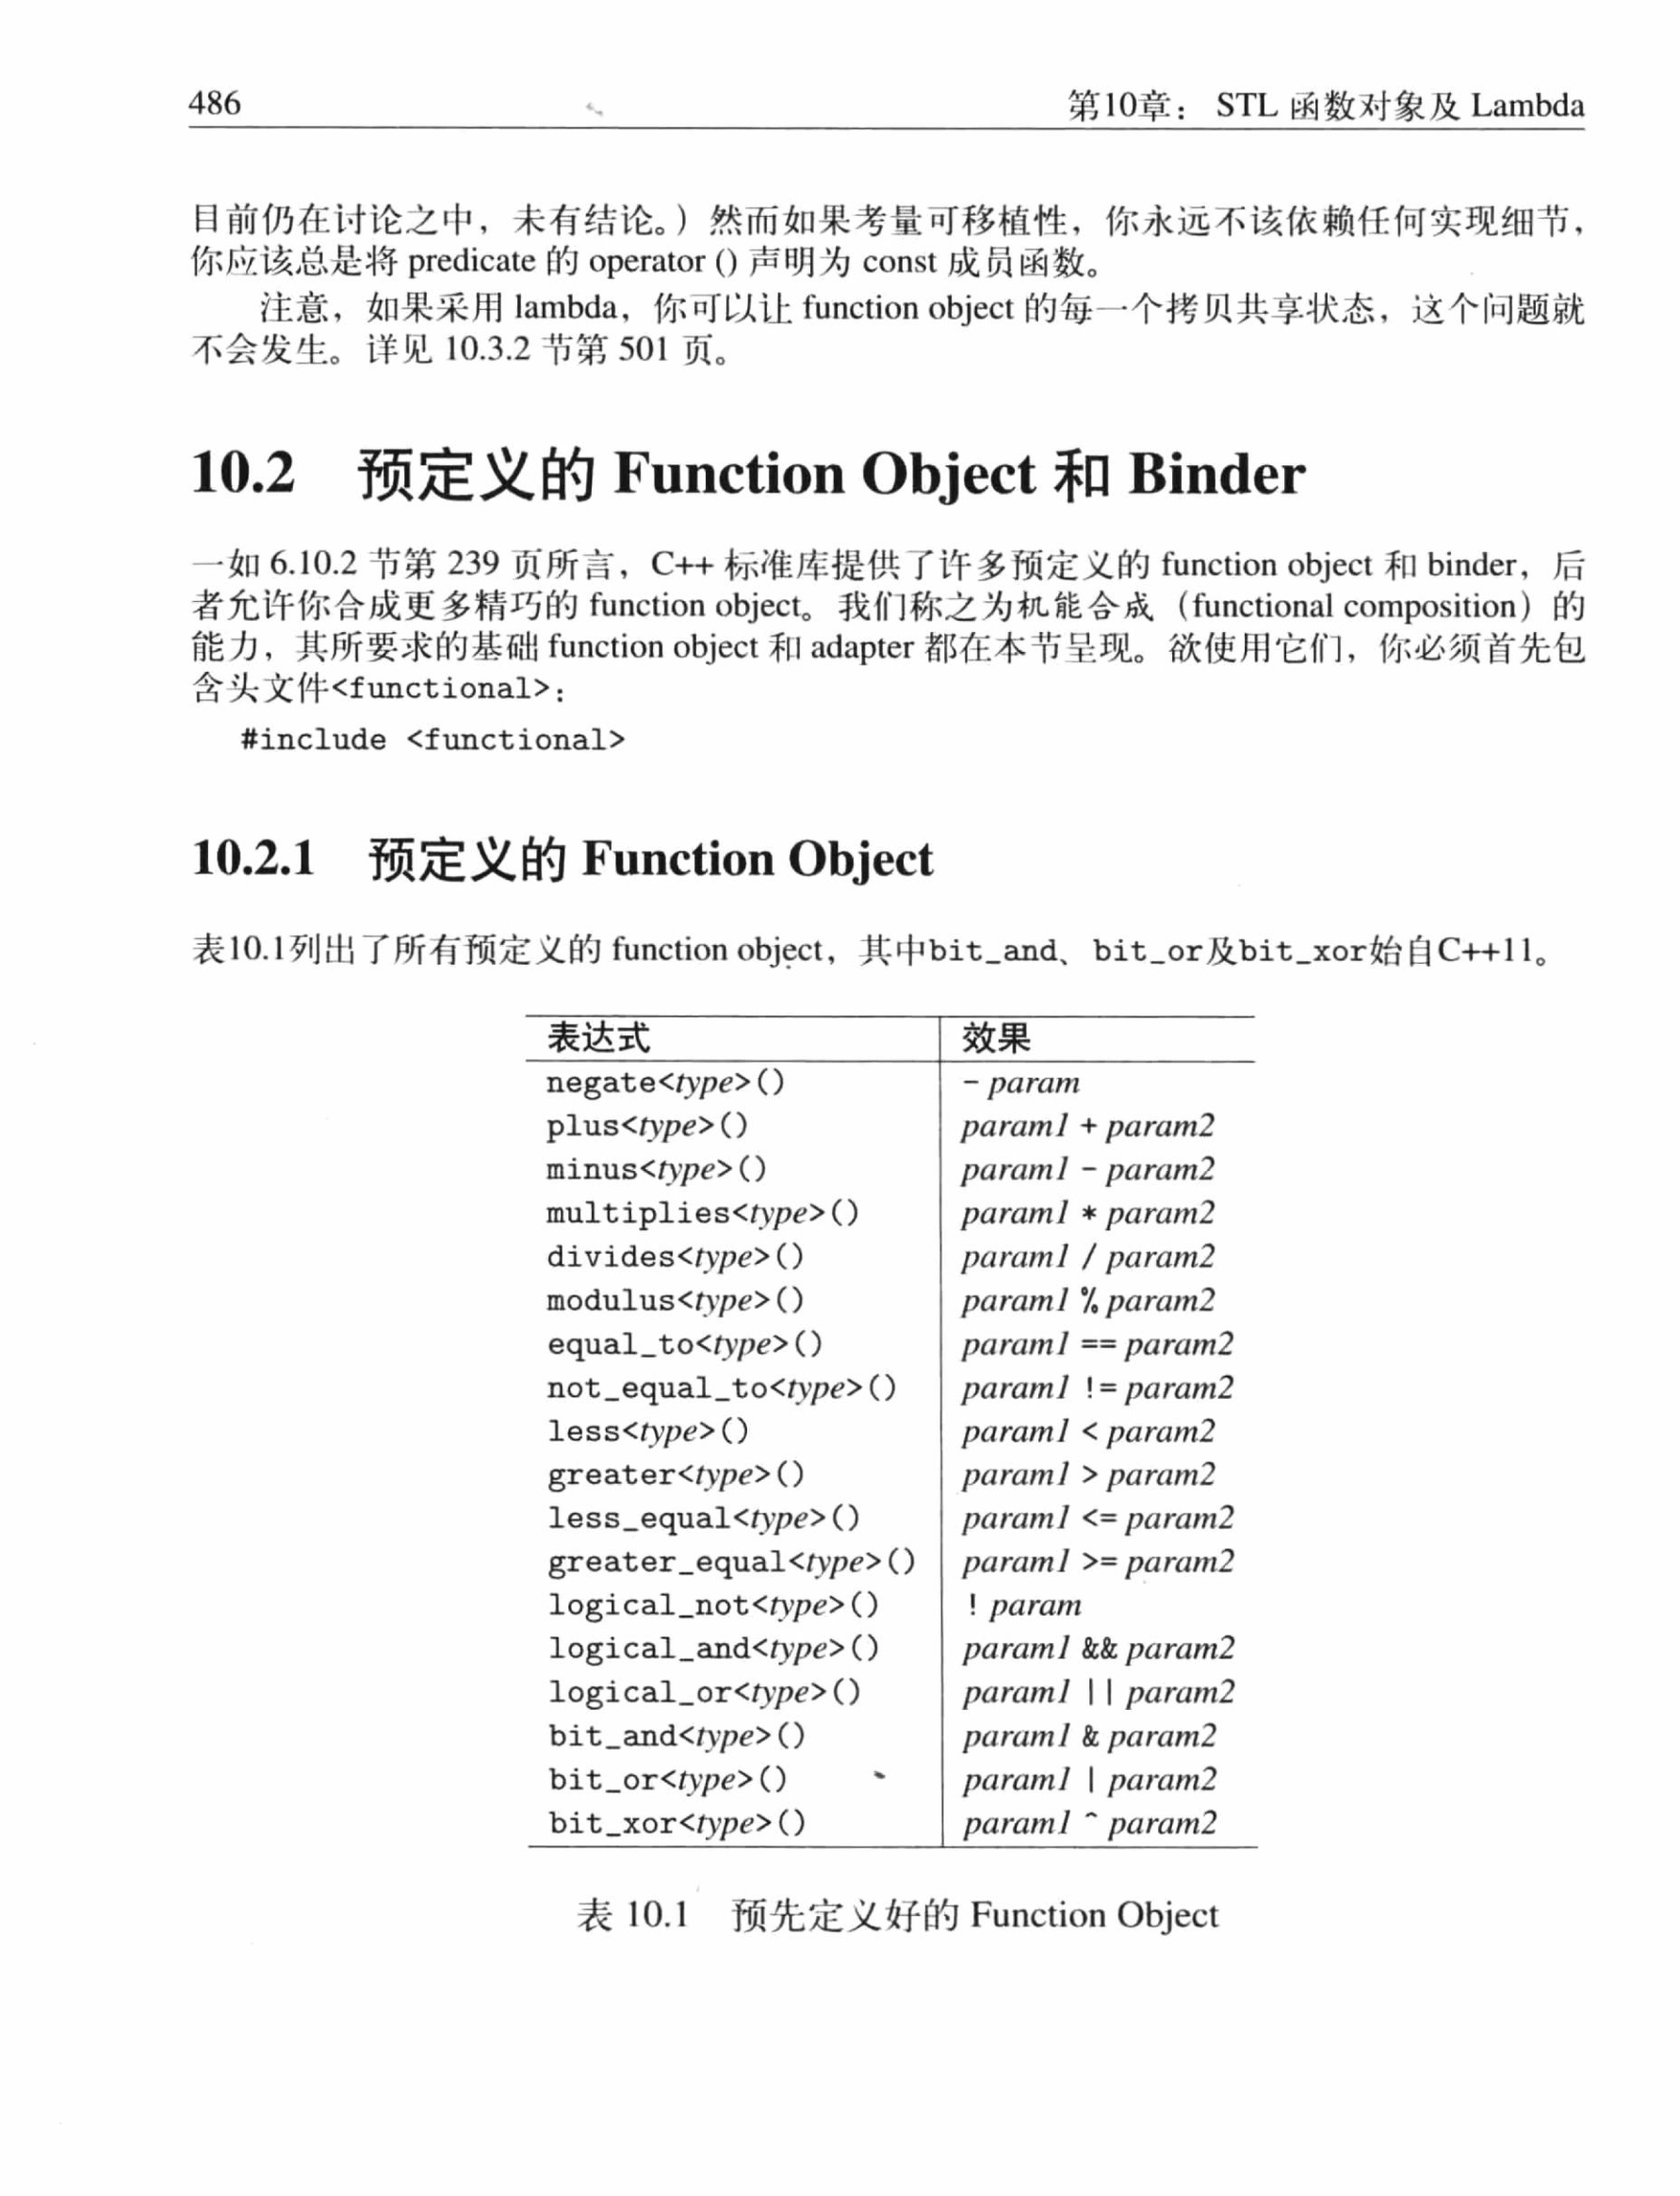 486
第10章： STL 函数对象及 Lambda
目前仍在讨论之中，未有结论。）然而如果考量可移植性，你永远不该依赖任何实现细节，
你应该总是将 predicate 的 operator () 声明为 const 成员函数。
注意，如果采用 lambda，你可以让 function object 的每一个拷贝共享状态，这个问题就
不会发生。详见 10.3.2 节第 501 页。
10.2 预定义的 Function Object 和 Binder
一如 6.10.2 节第 239 页所言，C++ 标准库提供了许多预定义的 function object 和 binder，后
者允许你合成更多精巧的 function object。我们称之为机能合成（functional composition）的
能力，其所要求的基础 function object 和 adapter 都在本节呈现。欲使用它们，你必须首先包
含头文件<functional>：
#include <functional>
10.2.1 预定义的 Function Object
表10.1列出了所有预定义的 function object，其中bit_and、bit_or及bit_xor始自C++11。
表达式 效果
negate<type>() - param
plus<type>() param1 + param2
minus<type>() param1 - param2
multiplies<type>() param1 * param2
divides<type>() param1 / param2
modulus<type>() param1 % param2
equal_to<type>() param1 == param2
not_equal_to<type>() param1 != param2
less<type>() param1 < param2
greater<type>() param1 > param2
less_equal<type>() param1 <= param2
greater_equal<type>() param1 >= param2
logical_not<type>() ! param
logical_and<type>() param1 && param2
logical_or<type>() param1 || param2
bit_and<type>() param1 & param2
bit_or<type>() param1 | param2
bit_xor<type>() param1 ^ param2
表 10.1 预先定义好的 Function Object